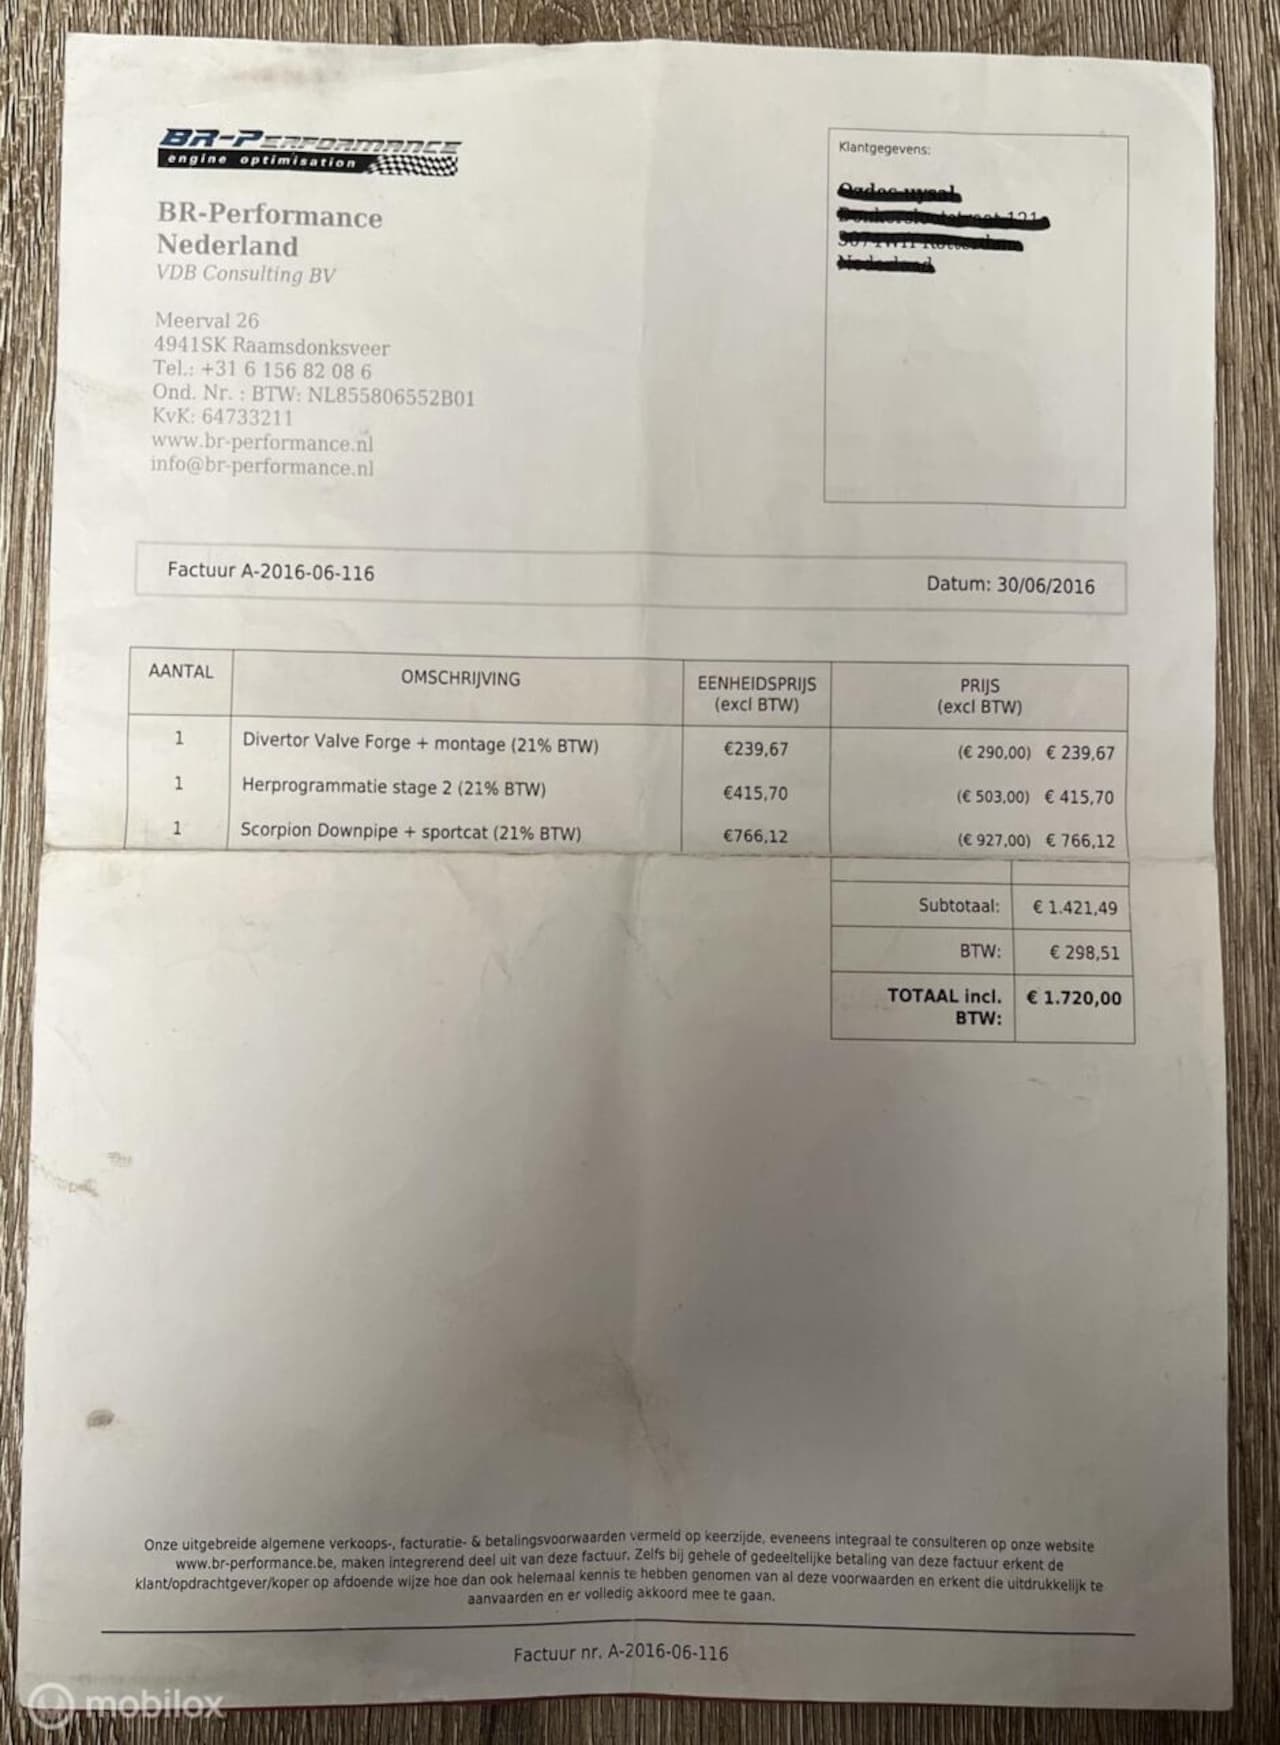 BR-Performance
engine optimisation
BR-Performance
Nederland
VDB Consulting BV
Meerval 26
4941SK Raamsdonksveer
Tel.: +31 6 156 82 08 6
Ond. Nr. : BTW: NL855806552B01
KvK: 64733211
www.br-performance.nl
info@br-performance.nl
Klantgegevens:
Factuur A-2016-06-116
Datum: 30/06/2016
AANTAL OMSCHRIJVING EENHEIDSPRIJS (excl BTW) PRIJS (excl BTW)
1 Divertor Valve Forge + montage (21% BTW) €239,67 (€ 290,00) € 239,67
1 Herprogrammatie stage 2 (21% BTW) €415,70 (€ 503,00) € 415,70
1 Scorpion Downpipe + sportcat (21% BTW) €766,12 (€ 927,00) € 766,12
Subtotaal: € 1.421,49
BTW: € 298,51
TOTAAL incl. € 1.720,00
BTW:
Onze uitgebreide algemene verkoops-, facturatie- & betalingsvoorwaarden vermeld op keerzijde, eveneens integraal te consulteren op onze website
www.br-performance.be, maken integrerend deel uit van deze factuur. Zelfs bij gehele of gedeeltelijke betaling van deze factuur erkent de
klant/opdrachtgever/koper op afdoende wijze hoe dan ook helemaal kennis te hebben genomen van al deze voorwaarden en erkent die uitdrukkelijk te
aanvaarden en er volledig akkoord mee te gaan.
Factuur nr. A-2016-06-116
mobilox